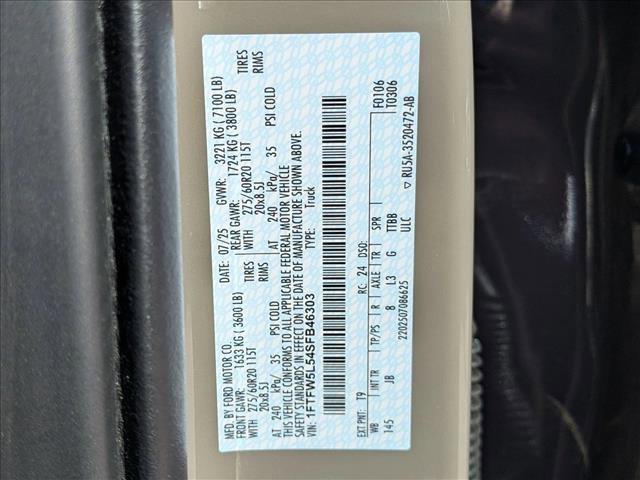 MFD. BY FORD MOTOR CO.
DATE: 07/25 GVWR: 3221 KG ( 7100 LB)
FRONT GAWR: 1633 KG ( 3600 LB) REAR GAWR: 1724 KG ( 3800 LB)
WITH 275/60R20 115T TIRES WITH 275/60R20 115T TIRES
20x8.5J RIMS 20x8.5J RIMS
AT 240 kPa/ 35 PSI COLD AT 240 kPa/ 35 PSI COLD
THIS VEHICLE CONFORMS TO ALL APPLICABLE FEDERAL MOTOR VEHICLE
SAFETY STANDARDS IN EFFECT ON THE DATE OF MANUFACTURE SHOWN ABOVE.
VIN: 1FTFW5L54SFB46303 TYPE: Truck
F0106
T0306
EXT PNT: T9 RC: 24 DSO:
WB INT TR TP/PS R AXLE TR SPR
145 JB 8 L3 G TTBB
ULC
2202507086625
▽ RU5A-3520472-AB